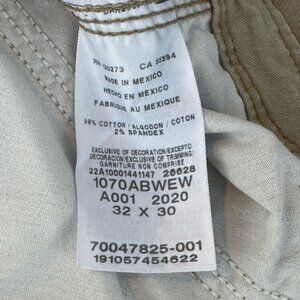 CA 33394
MADE IN MEXICO
HECHO EN MEXICO
FABRIQUE AU MEXIQUE
98% COTTON / ALGODON / COTON
2% SPANDEX
EXCLUSIVE OF DECORATION/EXCEPTO
DECORACION/EXCLUSIVE OF TRIMMING/
GARNITURE NON COMPRISE
22A10001441147 26628
1070ABWEW
A001 2020
32 X 30
70047825-001
191057454622